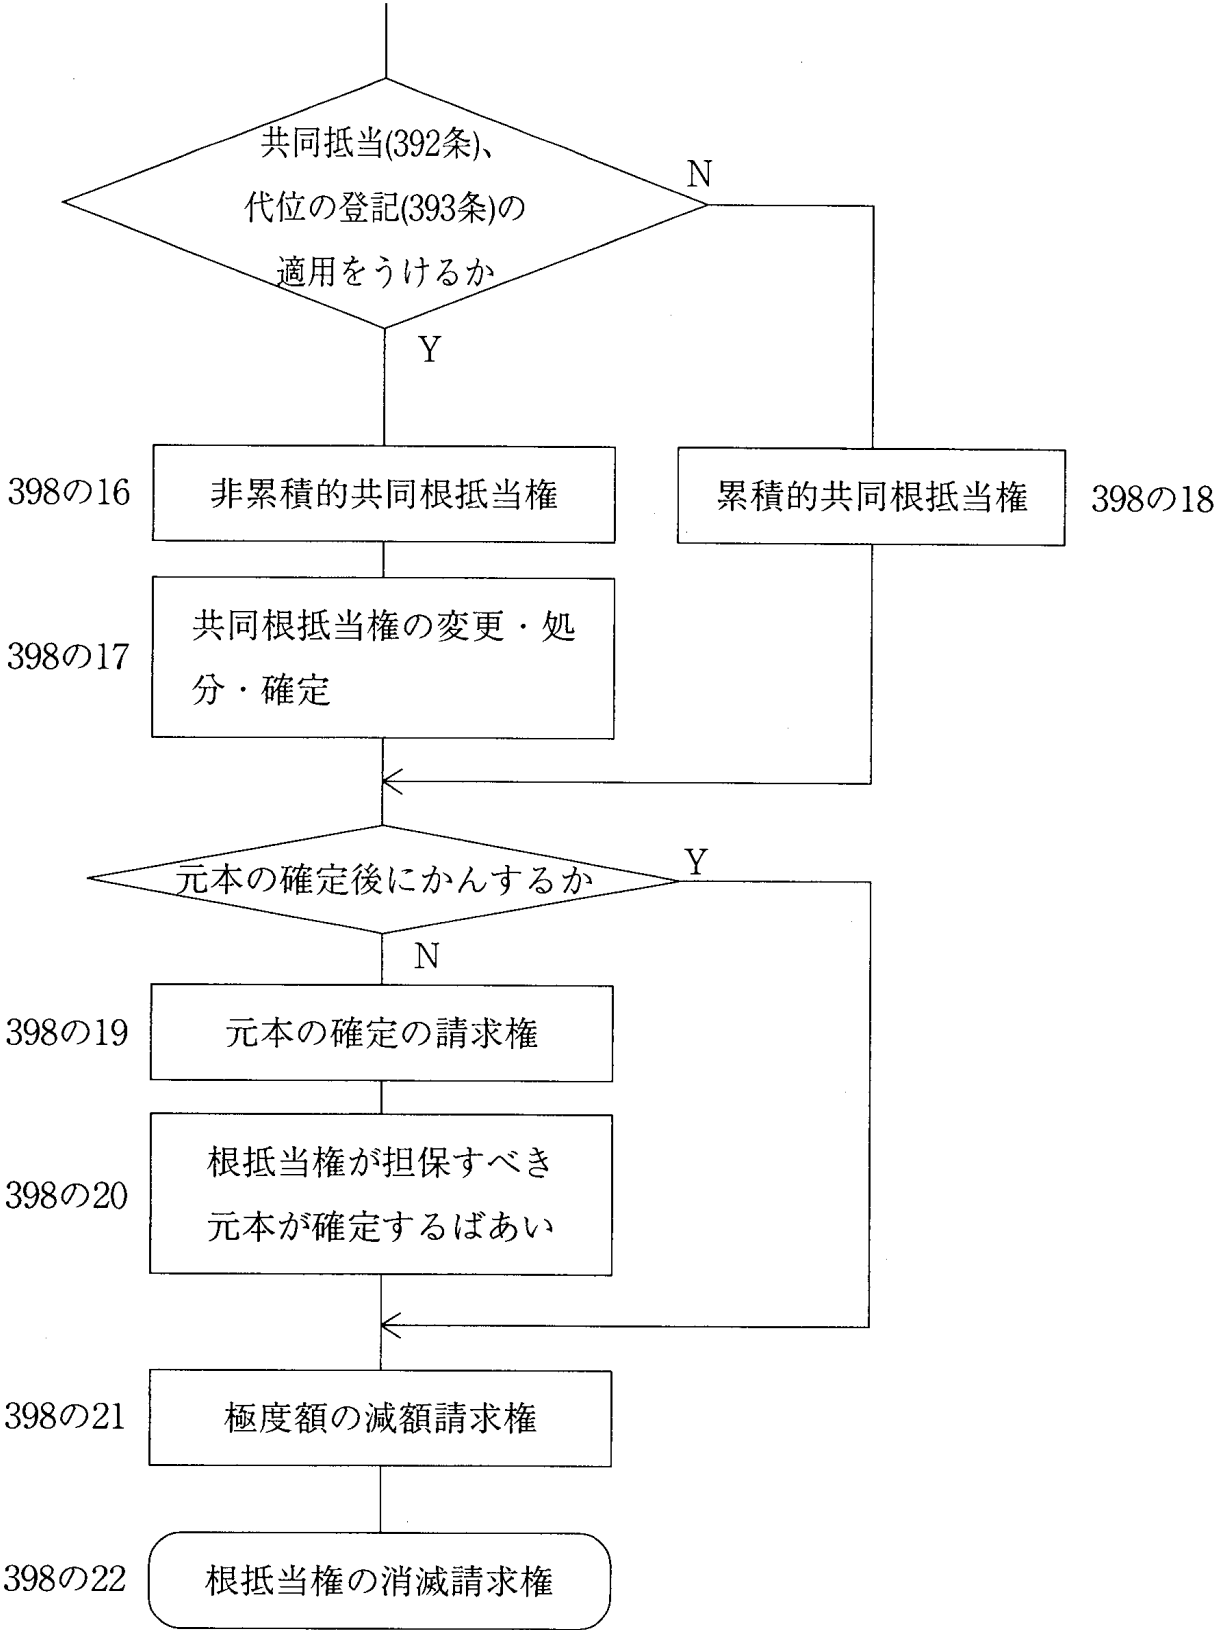 共同抵当(392条)、
代位の登記(393条)の
適用をうけるか
N
Y
398の16
非累積的共同根抵当権
累積的共同根抵当権
398の18
398の17
共同根抵当権の変更・処
分・確定
元本の確定後にかんするか
Y
N
398の19
元本の確定の請求権
398の20
根抵当権が担保すべき
元本が確定するばあい
398の21
極度額の減額請求権
398の22
根抵当権の消滅請求権